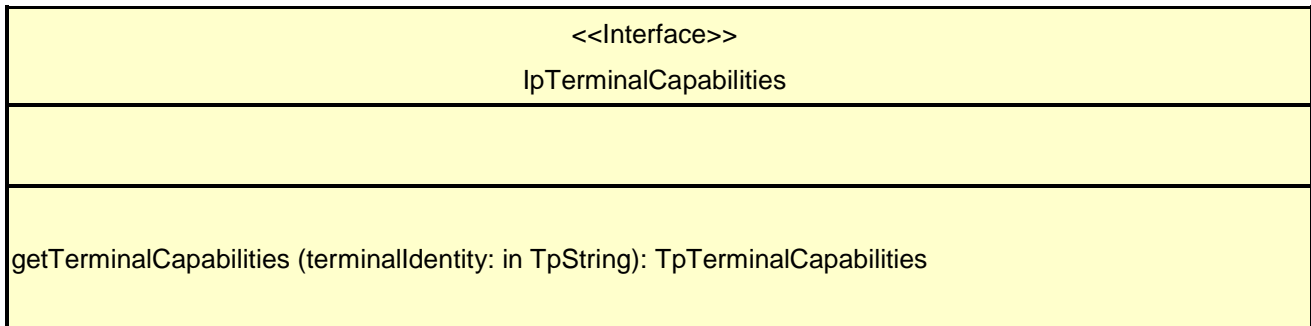 <<Interface>>
IpTerminalCapabilities
getTerminalCapabilities (terminalIdentity: in TpString): TpTerminalCapabilities